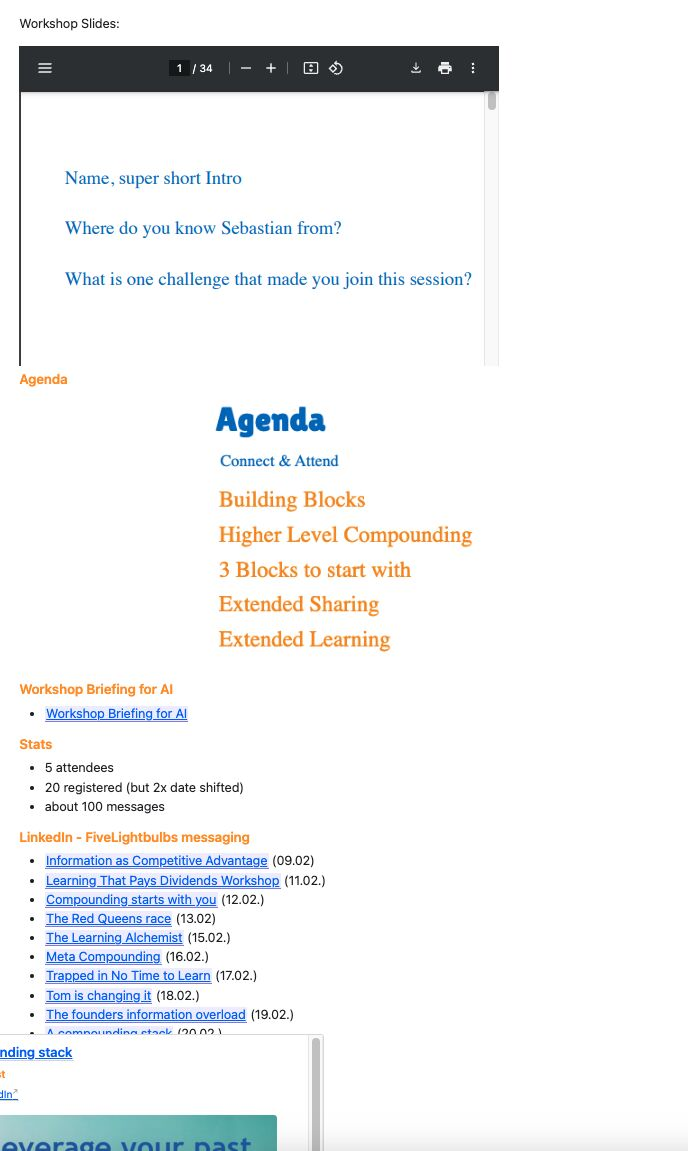 Workshop Slides:
1 / 34
Name, super short Intro
Where do you know Sebastian from?
What is one challenge that made you join this session?
Agenda
Agenda
Connect & Attend
Building Blocks
Higher Level Compounding
3 Blocks to start with
Extended Sharing
Extended Learning
Workshop Briefing for AI
• Workshop Briefing for AI
Stats
• 5 attendees
• 20 registered (but 2x date shifted)
• about 100 messages
LinkedIn - FiveLightbulbs messaging
• Information as Competitive Advantage (09.02)
• Learning That Pays Dividends Workshop (11.02.)
• Compounding starts with you (12.02.)
• The Red Queens race (13.02)
• The Learning Alchemist (15.02.)
• Meta Compounding (16.02.)
• Trapped in No Time to Learn (17.02.)
• Tom is changing it (18.02.)
• The founders information overload (19.02.)
• A compounding stack (20.02.)
nding stack
st
dIn
everage your past